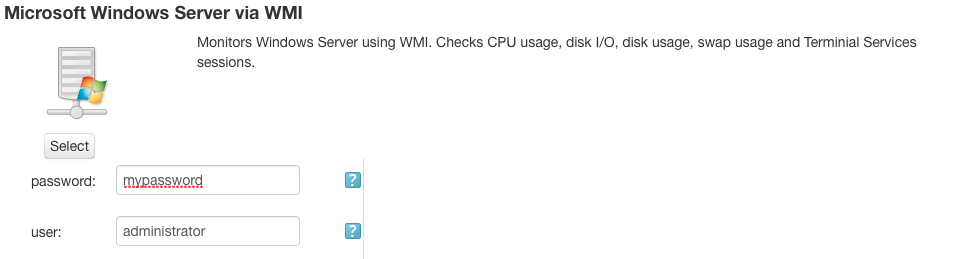 Microsoft Windows Server via WMI
Monitors Windows Server using WMI. Checks CPU usage, disk I/O, disk usage, swap usage and Terminial Services
sessions.
Select
password: mypassword ?
user: administrator ?